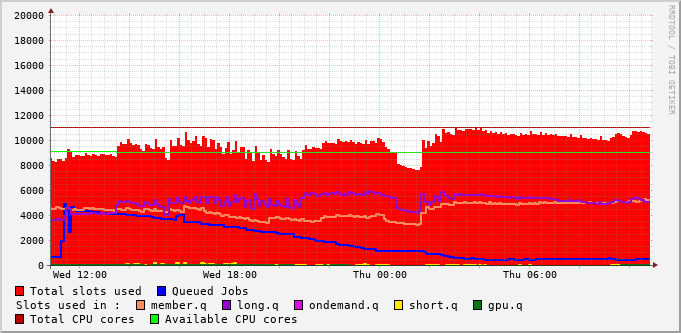 20000
18000
16000
14000
12000
10000
8000
6000
4000
2000
0
Wed 12:00 Wed 18:00 Thu 00:00 Thu 06:00
Total slots used Queued Jobs
Slots used in : member.q long.q ondemand.q short.q gpu.q
Total CPU cores Available CPU cores
RRDTOOL / TOBI OETIKER